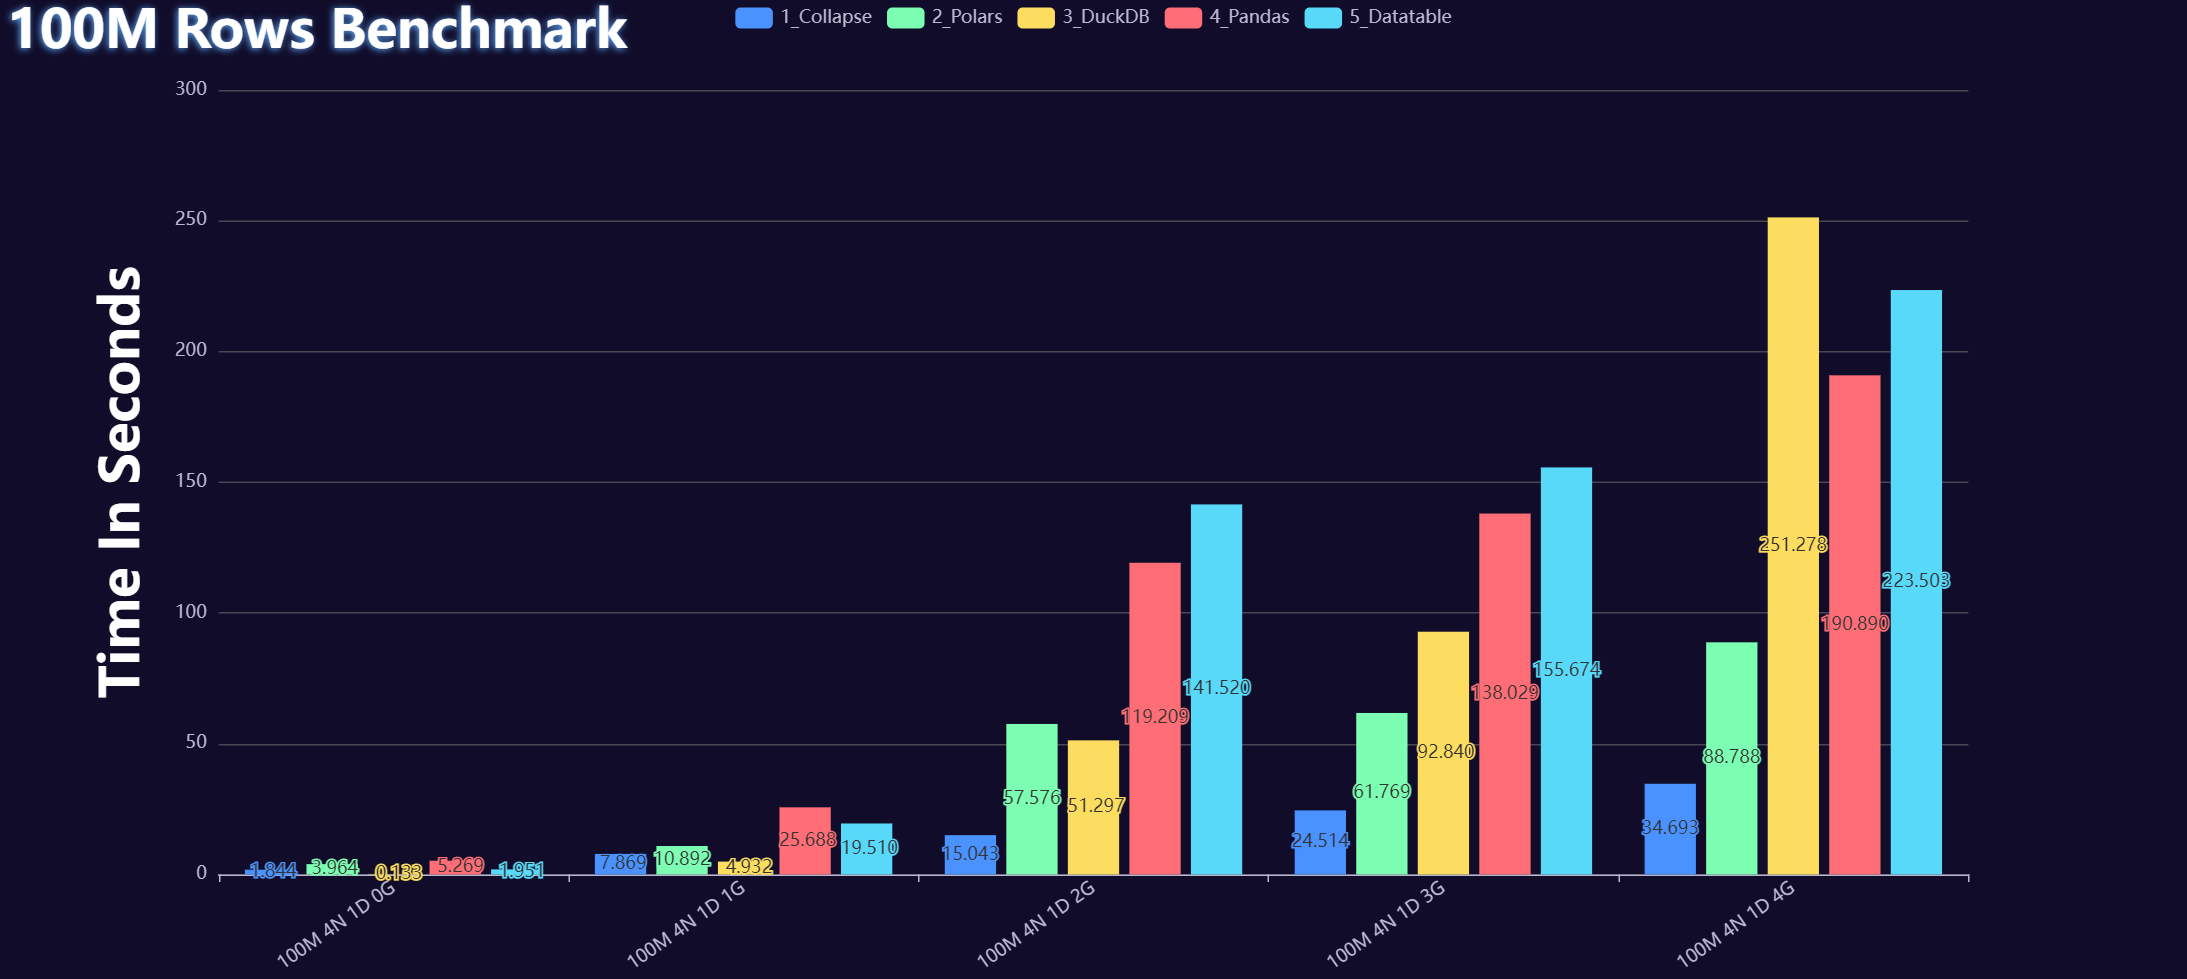 100M Rows Benchmark
1_Collapse 2_Polars 3_DuckDB 4_Pandas 5_Datatable
Time In Seconds
300
250
200
150
100
50
0
1.844 3.964 0.133 5.269 1.951
7.869 10.892 4.932 25.688 19.510
15.043 57.576 51.297 119.209 141.520
24.514 61.769 92.840 138.029 155.674
34.693 88.788 251.278 190.890 223.503
100M 4N 1D 0G
100M 4N 1D 1G
100M 4N 1D 2G
100M 4N 1D 3G
100M 4N 1D 4G